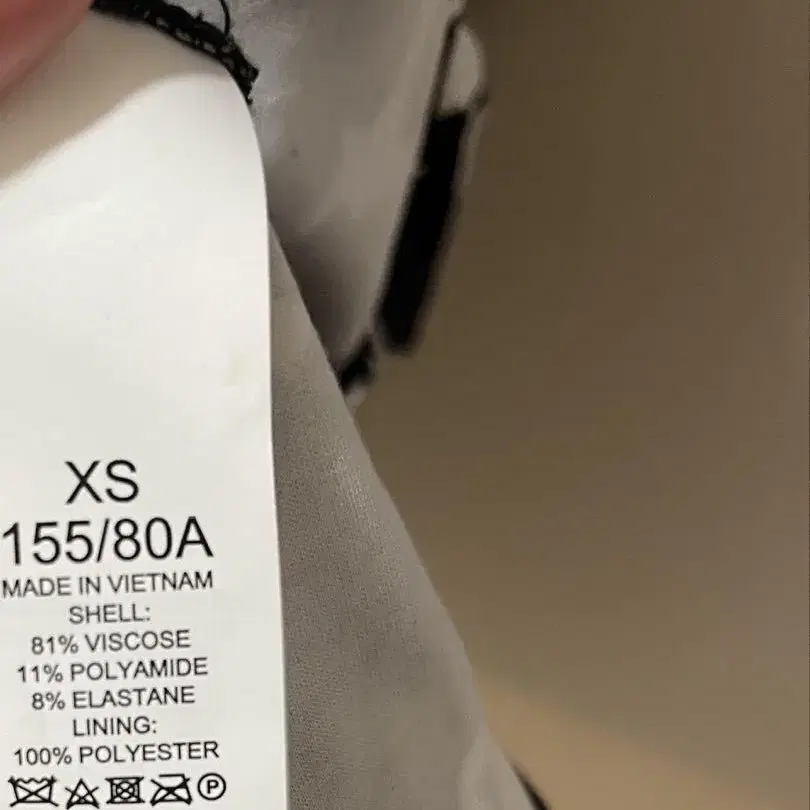 XS
155/80A
MADE IN VIETNAM
SHELL:
81% VISCOSE
11% POLYAMIDE
8% ELASTANE
LINING:
100% POLYESTER
P